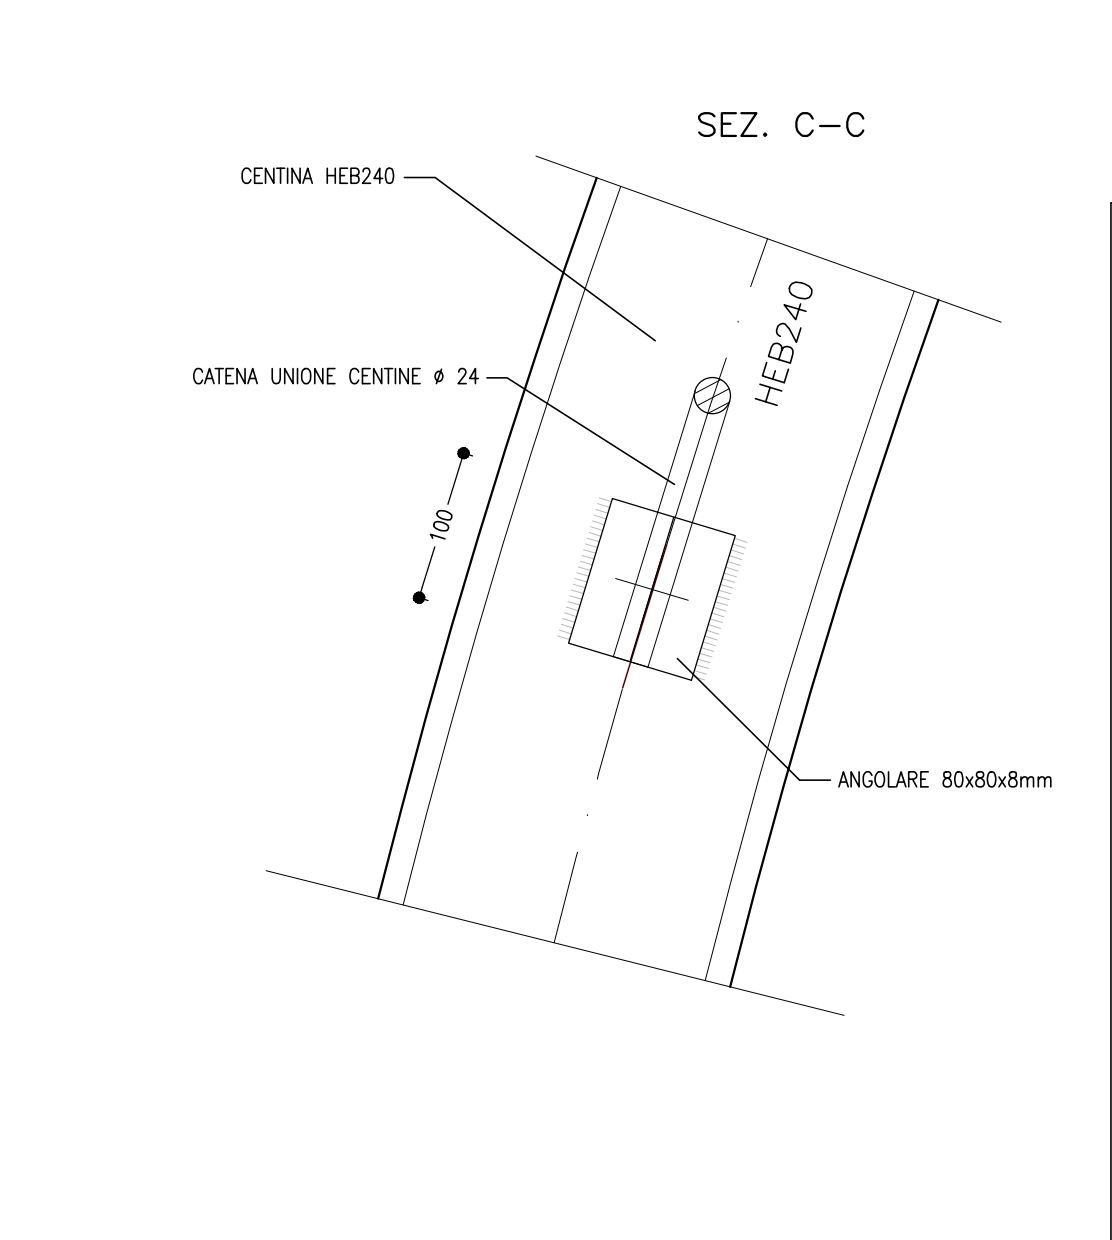 SEZ. C-C
CENTINA HEB240
HEB240
CATENA UNIONE CENTINE ø 24
100
ANGOLARE 80x80x8mm